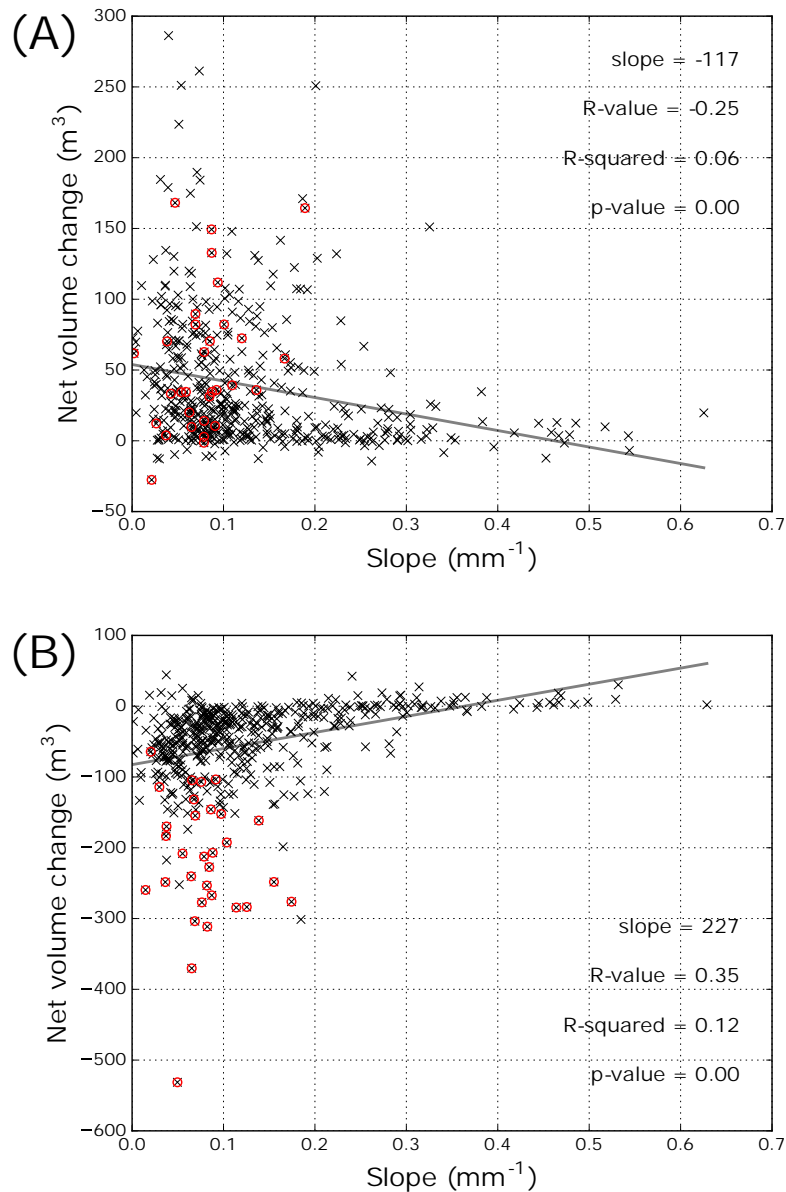 (A)
300
250
200
150
100
50
0
−50
Net volume change (m³)
slope = -117
R-value = -0.25
R-squared = 0.06
p-value = 0.00
0.0 0.1 0.2 0.3 0.4 0.5 0.6 0.7
Slope (mm⁻¹)
(B)
100
0
−100
−200
−300
−400
−500
−600
Net volume change (m³)
slope = 227
R-value = 0.35
R-squared = 0.12
p-value = 0.00
0.0 0.1 0.2 0.3 0.4 0.5 0.6 0.7
Slope (mm⁻¹)